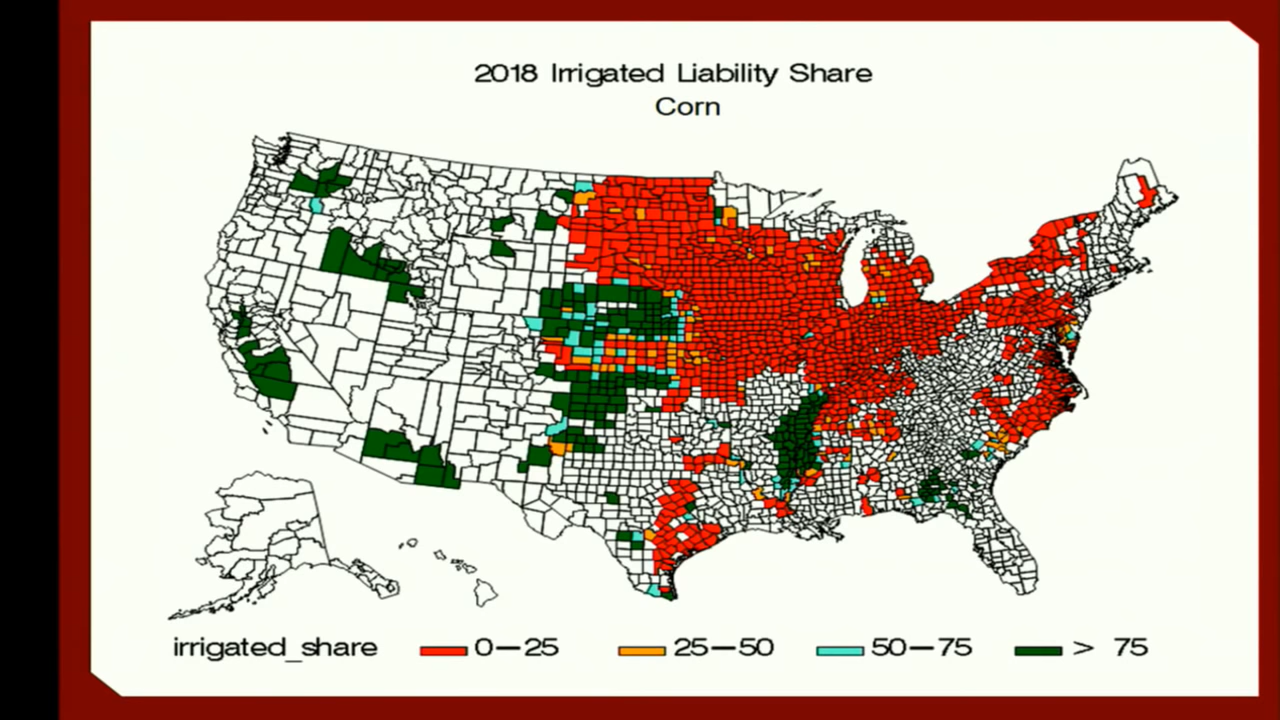 2018 Irrigated Liability Share
Corn
irrigated_share 0–25 25–50 50–75 > 75